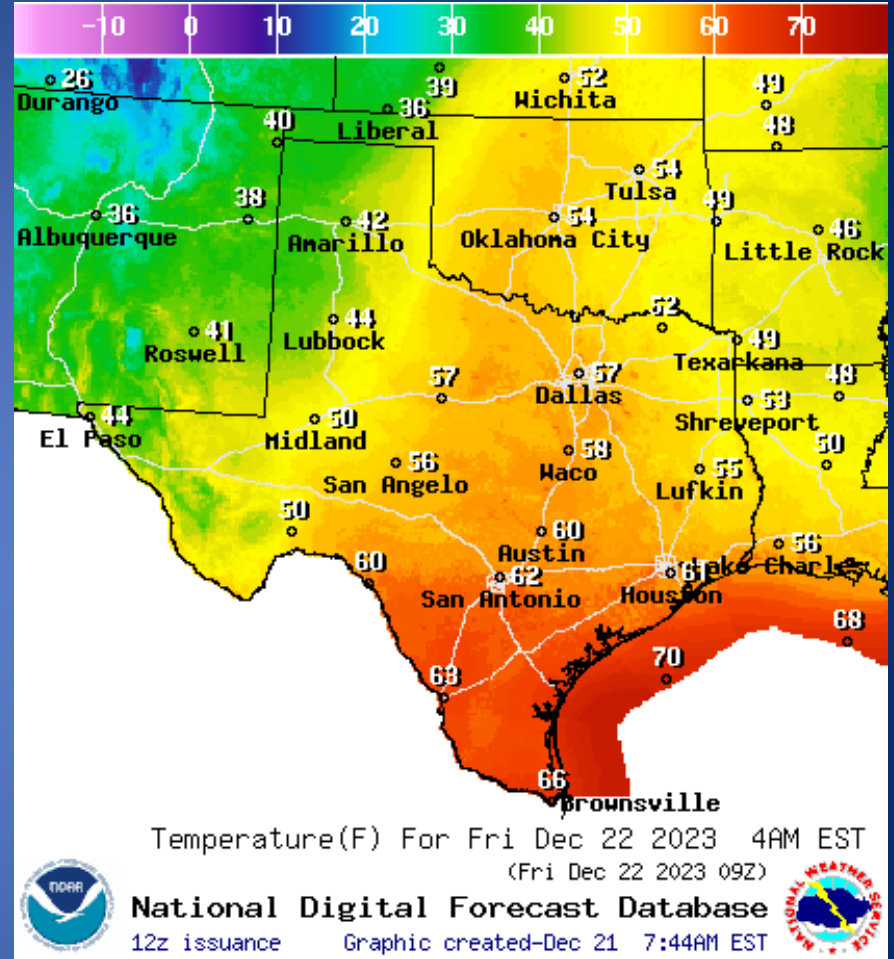 -10 0 10 20 30 40 50 60 70
26
Durango
39
52
Wichita
49
36
Liberal
40
48
54
Tulsa
36
Albuquerque
38
42
Amarillo
54
Oklahoma City
49
46
Little Rock
41
Roswell
44
Lubbock
52
49
Texarkana
57
57
Dallas
48
53
Shreveport
44
El Paso
50
Midland
56
San Angelo
58
Waco
55
Lufkin
50
50
60
Austin
56
Lake Charles
60
62
San Antonio
61
Houston
68
70
63
66
Brownsville
Temperature(F) For Fri Dec 22 2023 4AM EST
(Fri Dec 22 2023 09Z)
NOAA
National Digital Forecast Database
12z issuance Graphic created-Dec 21 7:44AM EST
NATIONAL WEATHER SERVICE